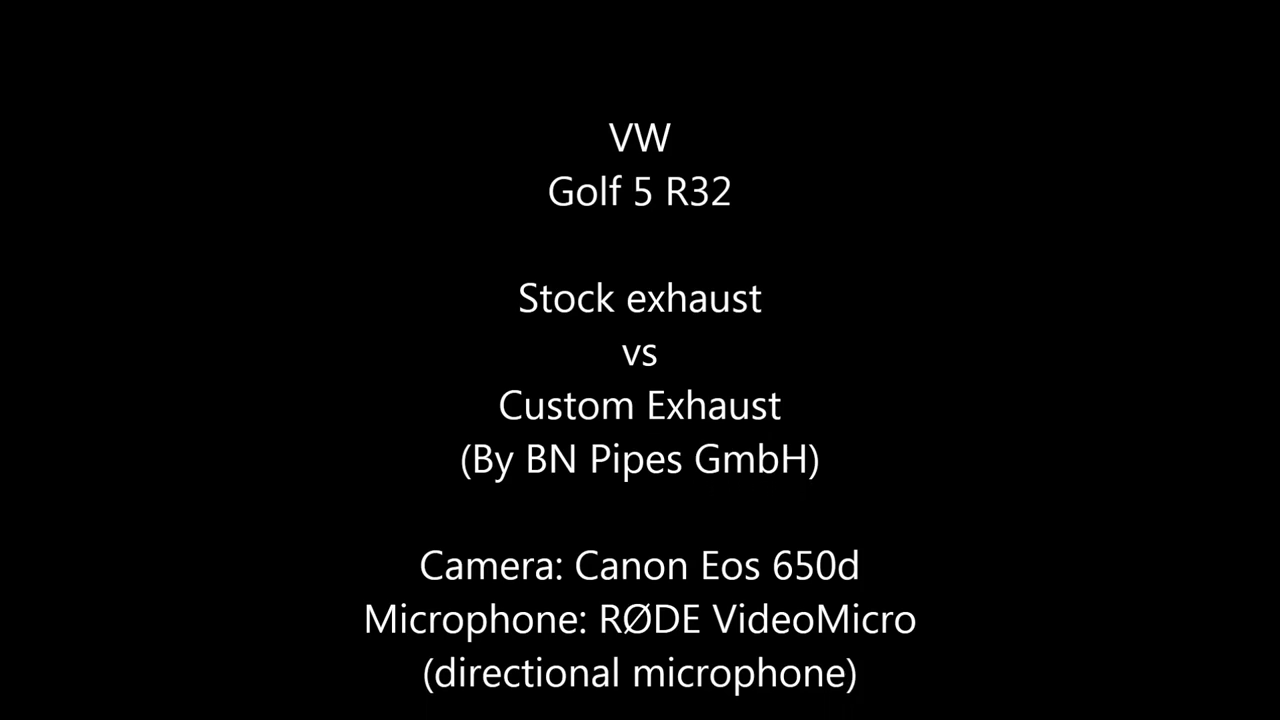 VW
Golf 5 R32
Stock exhaust
vs
Custom Exhaust
(By BN Pipes GmbH)
Camera: Canon Eos 650d
Microphone: RØDE VideoMicro
(directional microphone)